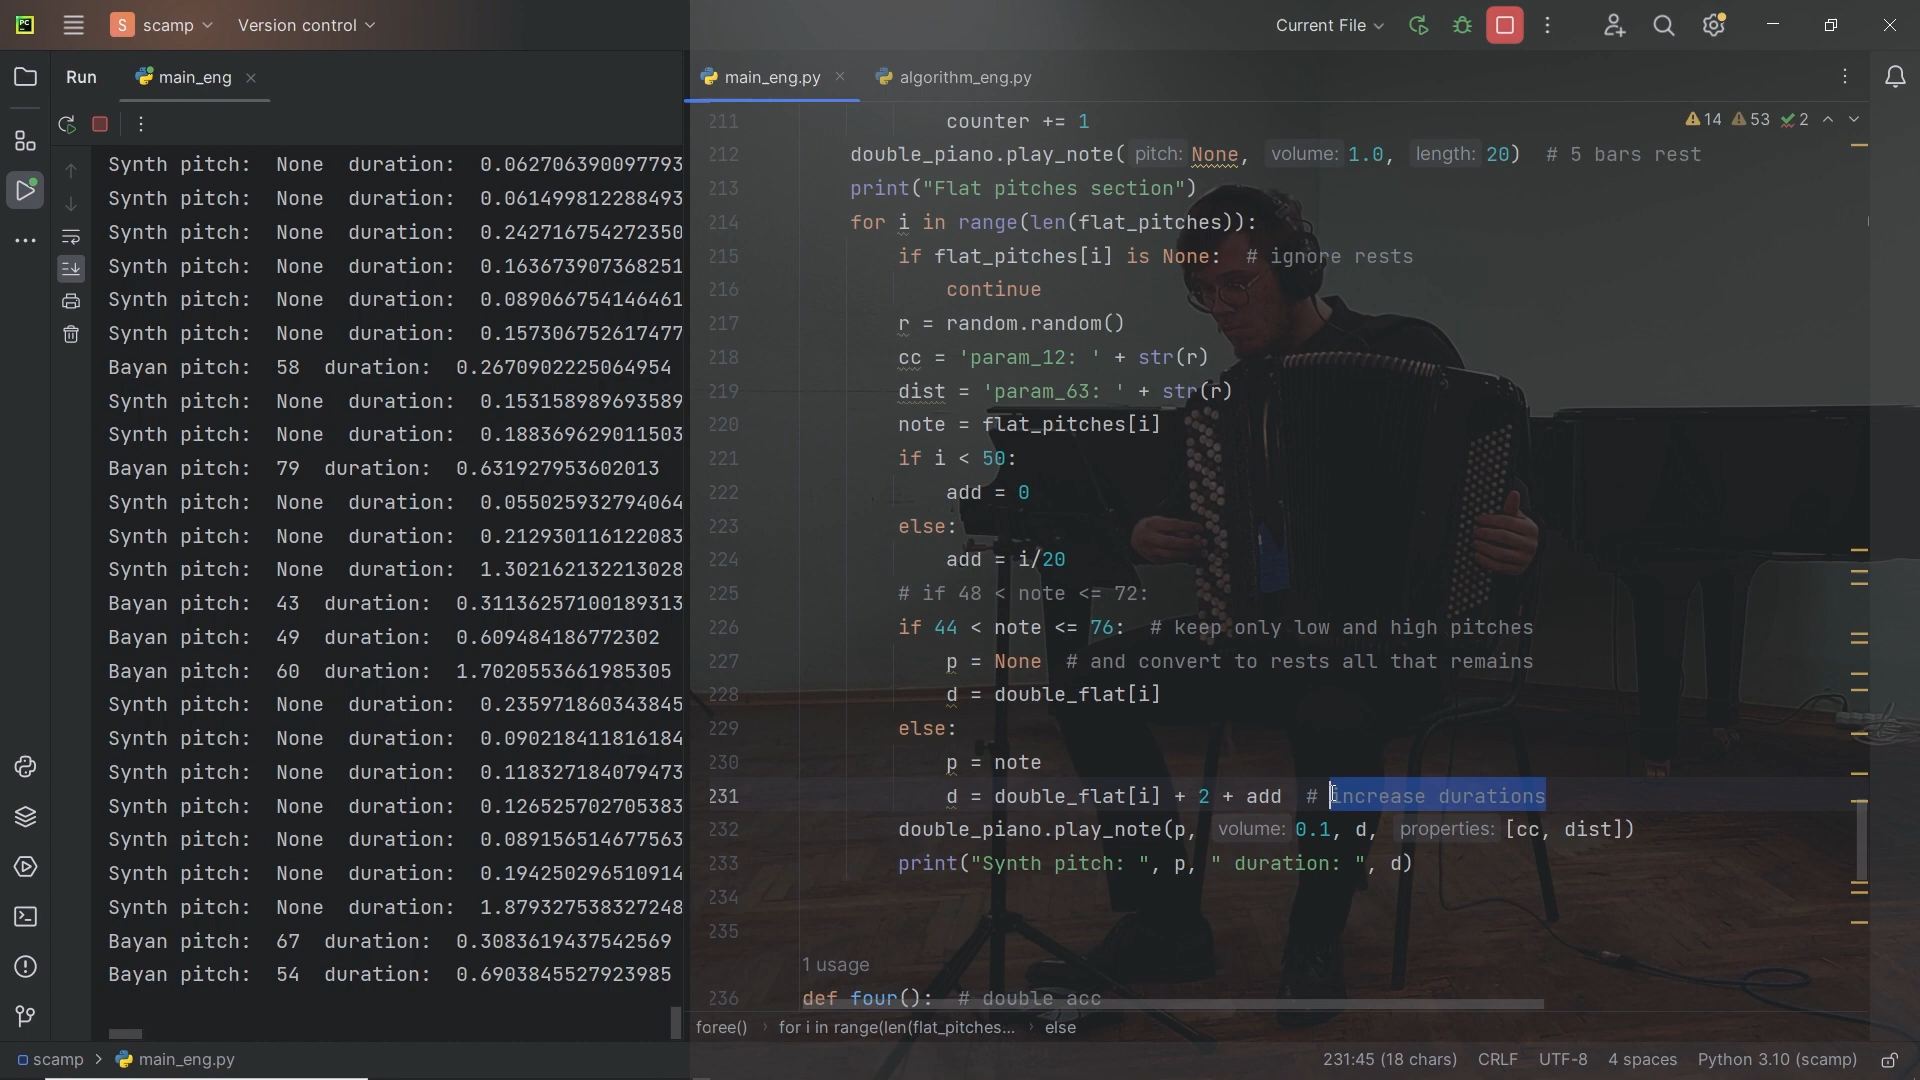 PC
S scamp
Version control
Current File
Run
main_eng
main_eng.py
algorithm_eng.py
Synth pitch: None duration: 0.062706390097793
Synth pitch: None duration: 0.061499812288493
Synth pitch: None duration: 0.242716754272350
Synth pitch: None duration: 0.163673907368251
Synth pitch: None duration: 0.089066754146461
Synth pitch: None duration: 0.157306752617477
Bayan pitch: 58 duration: 0.2670902225064954
Synth pitch: None duration: 0.153158989693589
Synth pitch: None duration: 0.188369629011503
Bayan pitch: 79 duration: 0.631927953602013
Synth pitch: None duration: 0.055025932794064
Synth pitch: None duration: 0.212930116122083
Synth pitch: None duration: 1.302162132213028
Bayan pitch: 43 duration: 0.31136257100189313
Bayan pitch: 49 duration: 0.609484186772302
Bayan pitch: 60 duration: 1.7020553661985305
Synth pitch: None duration: 0.235971860343845
Synth pitch: None duration: 0.090218411816184
Synth pitch: None duration: 0.118327184079473
Synth pitch: None duration: 0.126525702705383
Synth pitch: None duration: 0.089156514677563
Synth pitch: None duration: 0.194250296510914
Synth pitch: None duration: 1.879327538327248
Bayan pitch: 67 duration: 0.3083619437542569
Bayan pitch: 54 duration: 0.6903845527923985
14 53 2
211 counter += 1
212 double_piano.play_note( pitch: None, volume: 1.0, length: 20) # 5 bars rest
213 print("Flat pitches section")
214 for i in range(len(flat_pitches)):
215 if flat_pitches[i] is None: # ignore rests
216 continue
217 r = random.random()
218 cc = 'param_12: ' + str(r)
219 dist = 'param_63: ' + str(r)
220 note = flat_pitches[i]
221 if i < 50:
222 add = 0
223 else:
224 add = i/20
225 # if 48 < note <= 72:
226 if 44 < note <= 76: # keep only low and high pitches
227 p = None # and convert to rests all that remains
228 d = double_flat[i]
229 else:
230 p = note
231 d = double_flat[i] + 2 + add # increase durations
232 double_piano.play_note(p, volume: 0.1, d, properties: [cc, dist])
233 print("Synth pitch: ", p, " duration: ", d)
234
235
1 usage
236 def four(): # double acc
foree() › for i in range(len(flat_pitches... › else
scamp > main_eng.py
231:45 (18 chars) CRLF UTF-8 4 spaces Python 3.10 (scamp)